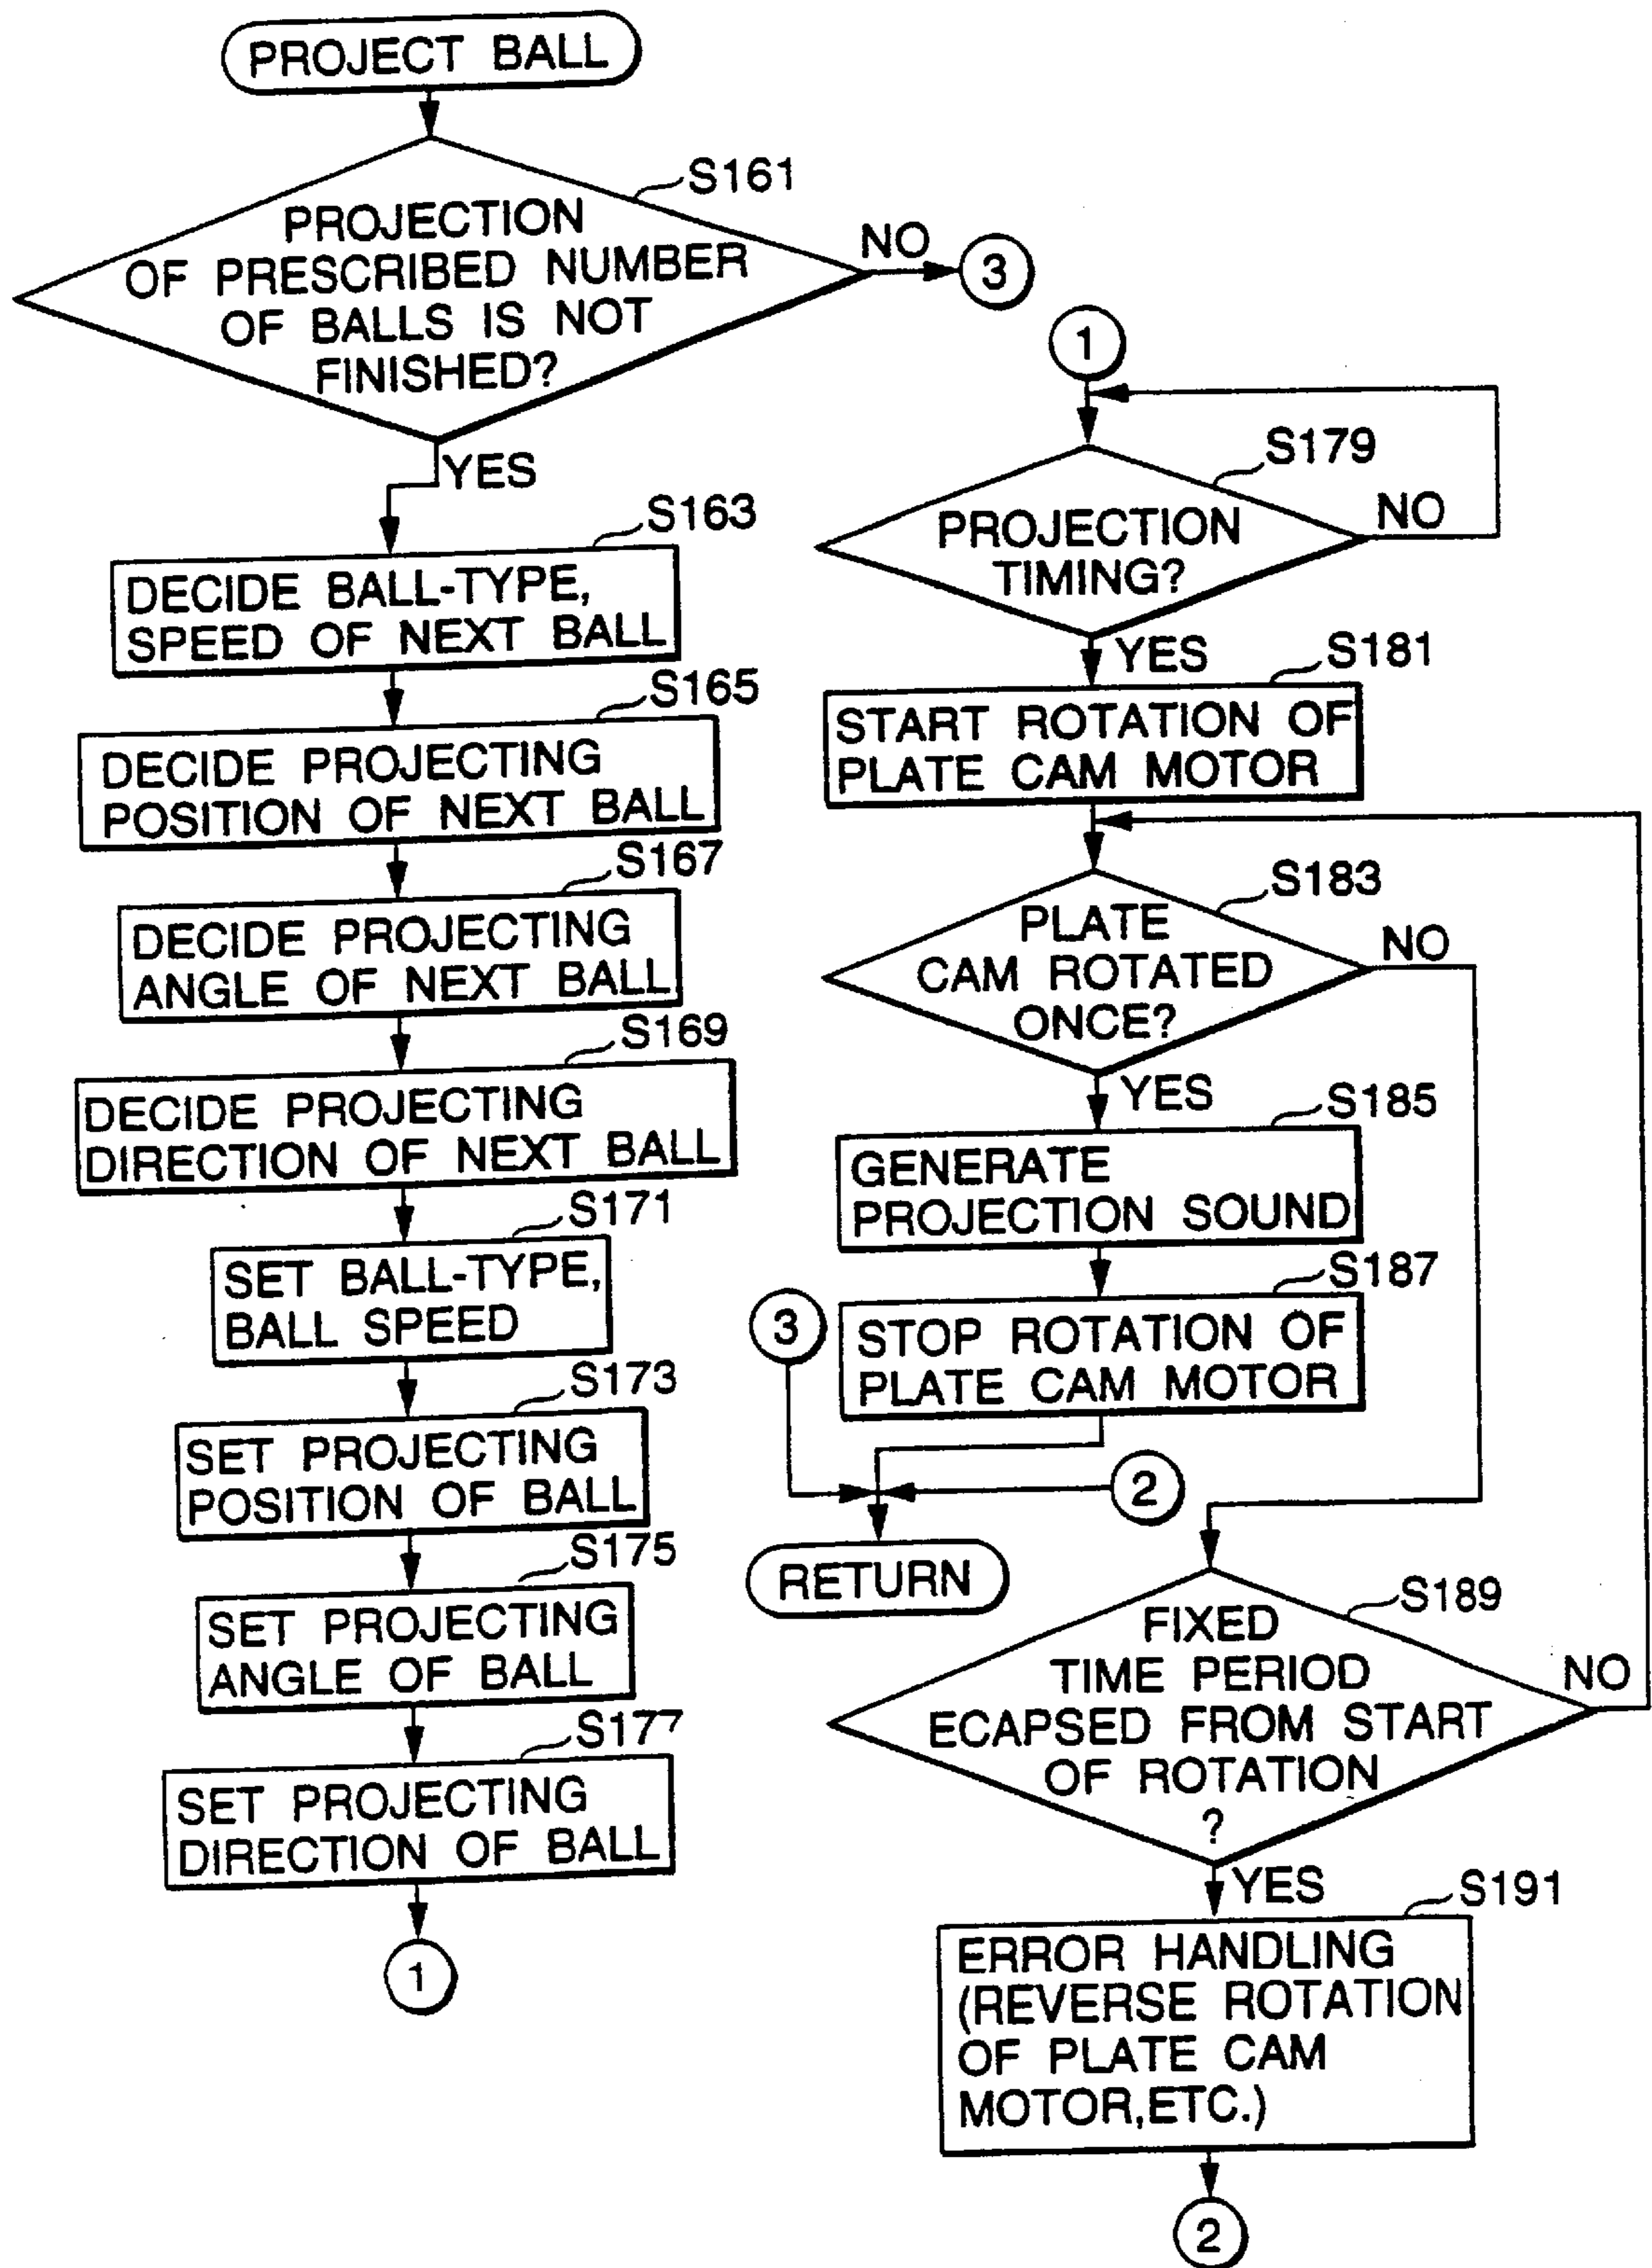 PROJECT BALL
S161
PROJECTION
OF PRESCRIBED NUMBER
OF BALLS IS NOT
FINISHED?
NO
3
YES
S163
DECIDE BALL-TYPE,
SPEED OF NEXT BALL
S165
DECIDE PROJECTING
POSITION OF NEXT BALL
S167
DECIDE PROJECTING
ANGLE OF NEXT BALL
S169
DECIDE PROJECTING
DIRECTION OF NEXT BALL
S171
SET BALL-TYPE,
BALL SPEED
S173
SET PROJECTING
POSITION OF BALL
S175
SET PROJECTING
ANGLE OF BALL
S177
SET PROJECTING
DIRECTION OF BALL
1
1
S179
PROJECTION
TIMING?
NO
YES
S181
START ROTATION OF
PLATE CAM MOTOR
S183
PLATE
CAM ROTATED
ONCE?
NO
YES
S185
GENERATE
PROJECTION SOUND
S187
STOP ROTATION OF
PLATE CAM MOTOR
3
2
RETURN
S189
FIXED
TIME PERIOD
ECAPSED FROM START
OF ROTATION
?
NO
YES
S191
ERROR HANDLING
(REVERSE ROTATION
OF PLATE CAM
MOTOR,ETC.)
2